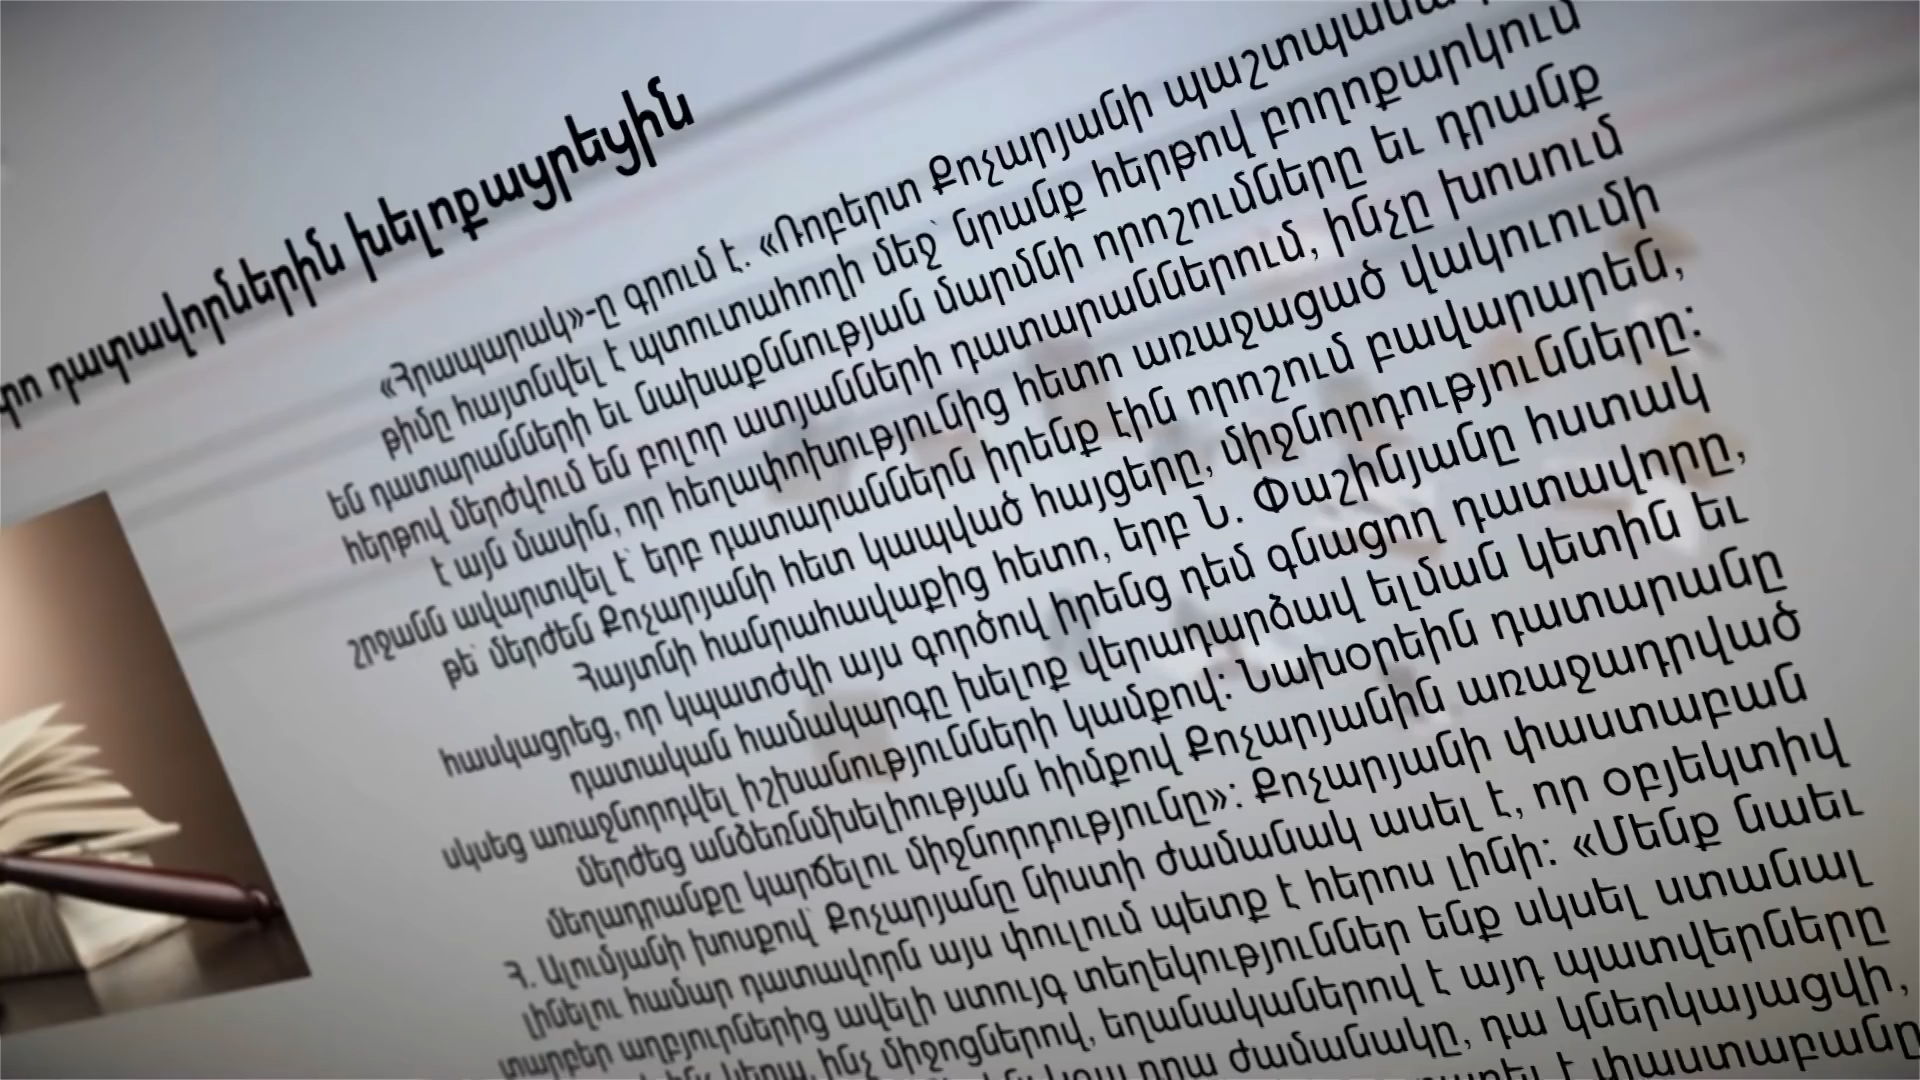 դատավորներին խելոքացրեցին
«Հրապարակ»-ը գրում է. «Ռոբերտ Քոչարյանի
թիմը հայտնվել է պտուտահողի մեջ՝ նրանք հերթով բողոքարկում
են դատարանների եւ նախաքննության մարմնի որոշումները եւ դրանք
հերթով մերժվում են բոլոր ատյանների դատարաններում, ինչը խոսում
է այն մասին, որ հեղափոխությունից հետո առաջացած վակուումի
շրջանն ավարտվել է՝ երբ դատարաններն իրենք էին որոշում բավարարեն,
թե՝ մերժեն Քոչարյանի հետ կապված հայցերը, միջնորդությունները:
Հայտնի հանրահավաքից հետո, երբ Ն. Փաշինյանը հստակ
հասկացրեց, որ կպատժվի այս գործով իրենց դեմ գնացող դատավորը,
դատական համակարգը խելոք վերադարձավ ելման կետին եւ
սկսեց առաջնորդվել իշխանությունների կամքով: Նախօրեին դատարանը
մերժեց անձեռնմխելիության հիմքով Քոչարյանին առաջադրված
մեղադրանքը կարճելու միջնորդությունը»: Քոչարյանի փաստաբան
Հ. Ալումյանի խոսքով՝ Քոչարյանը նիստի ժամանակ ասել է, որ օբյեկտիվ
լինելու համար դատավորն այս փուլում պետք է հերոս լինի: «Մենք նաեւ
տարբեր աղբյուրներից ավելի ստույգ տեղեկություններ ենք սկսել ստանալ
ինչ միջոցներով, եղանակներով է այդ պատվերները
դրա ժամանակը, դա կներկայացվի,
է փաստաբանը